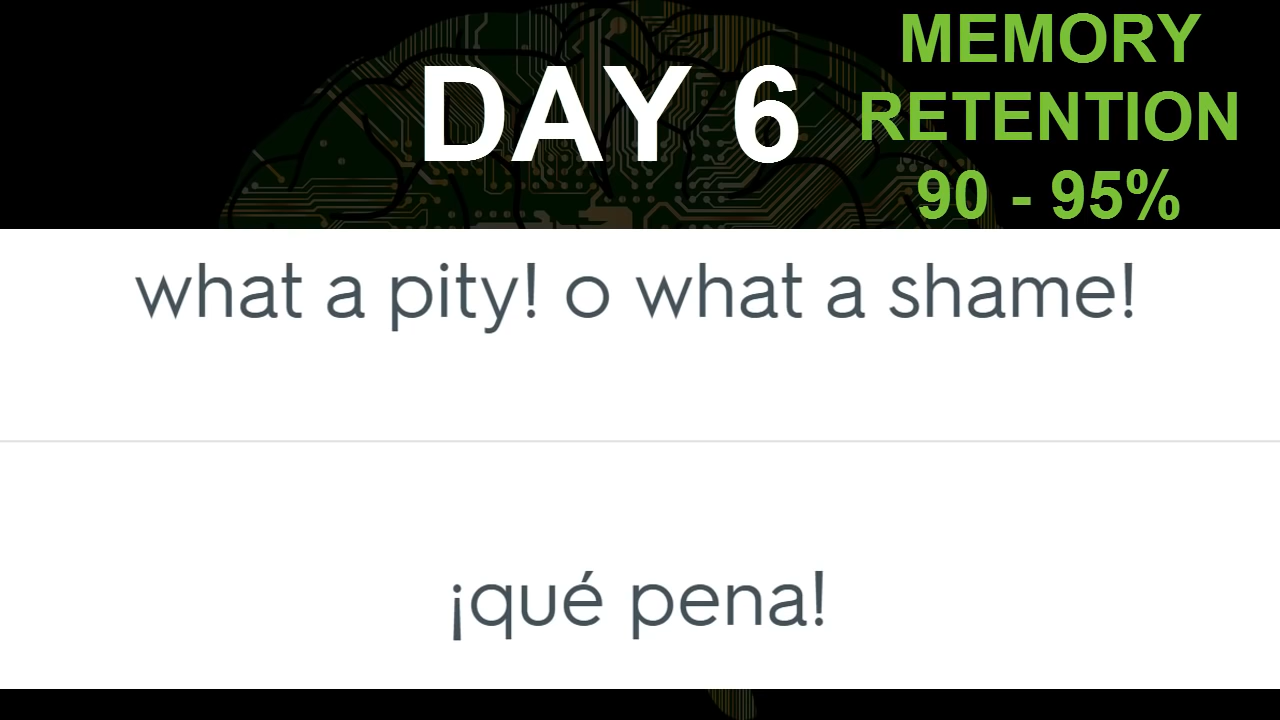 DAY 6
MEMORY
RETENTION
90 - 95%
what a pity! o what a shame!
¡qué pena!